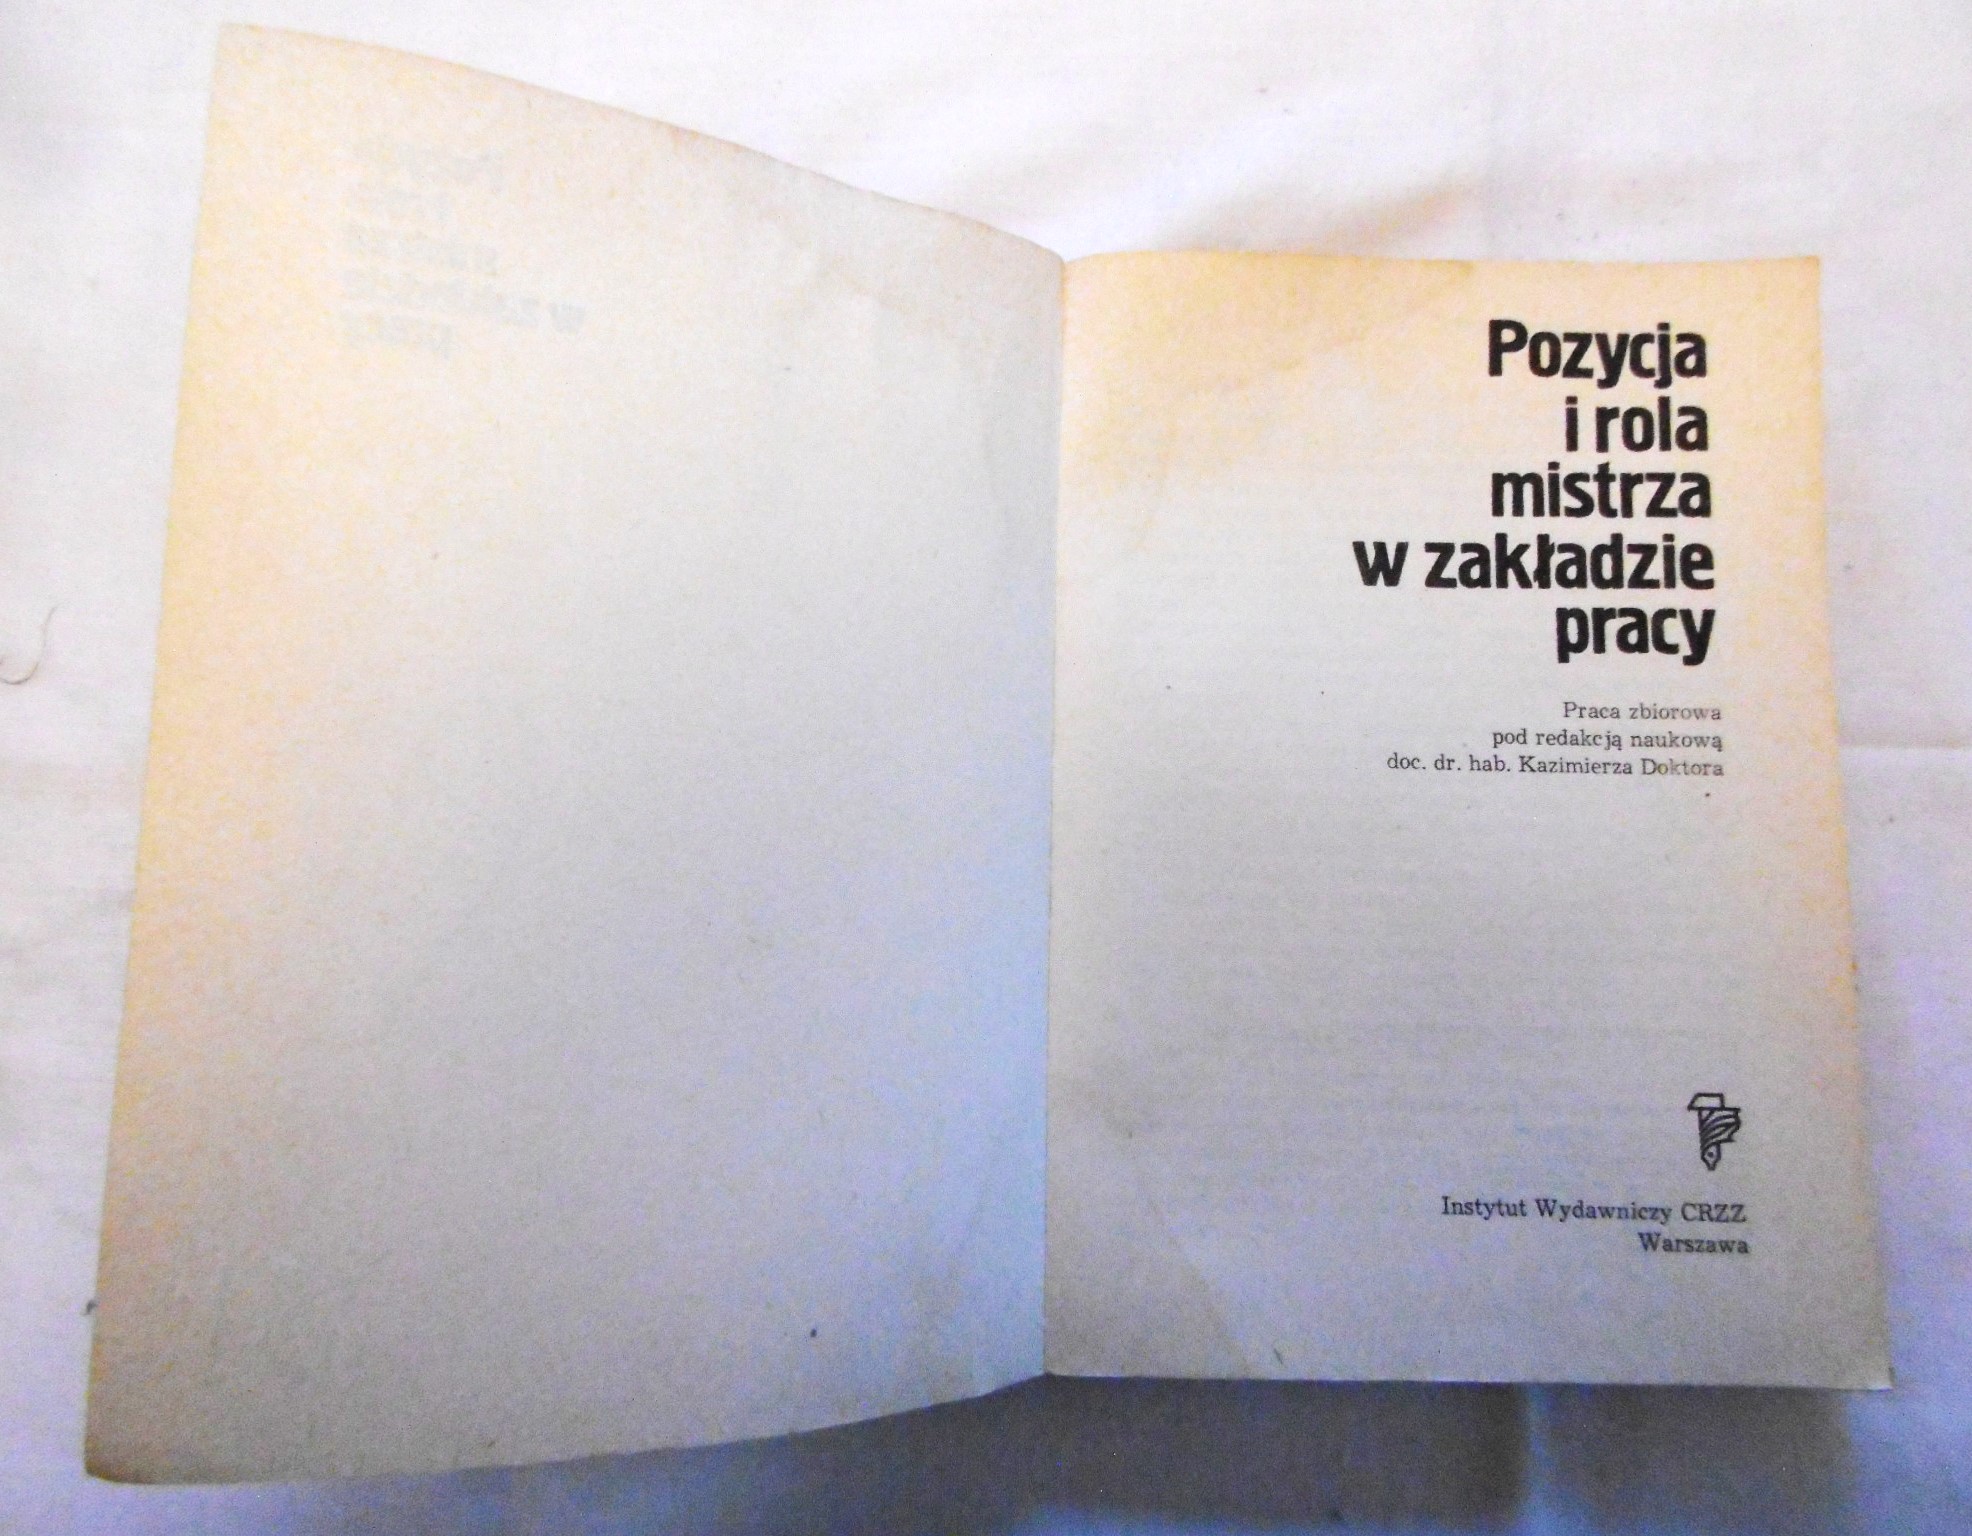 Pozycja
i rola
mistrza
w zakładzie
pracy
Praca zbiorowa
pod redakcją naukową
doc. dr. hab. Kazimierza Doktora
Instytut Wydawniczy CRZZ
Warszawa